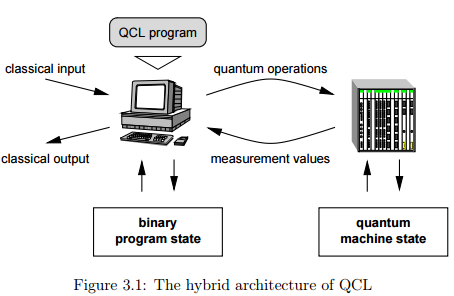 QCL program
classical input
quantum operations
classical output
measurement values
binary
program state
quantum
machine state
Figure 3.1: The hybrid architecture of QCL